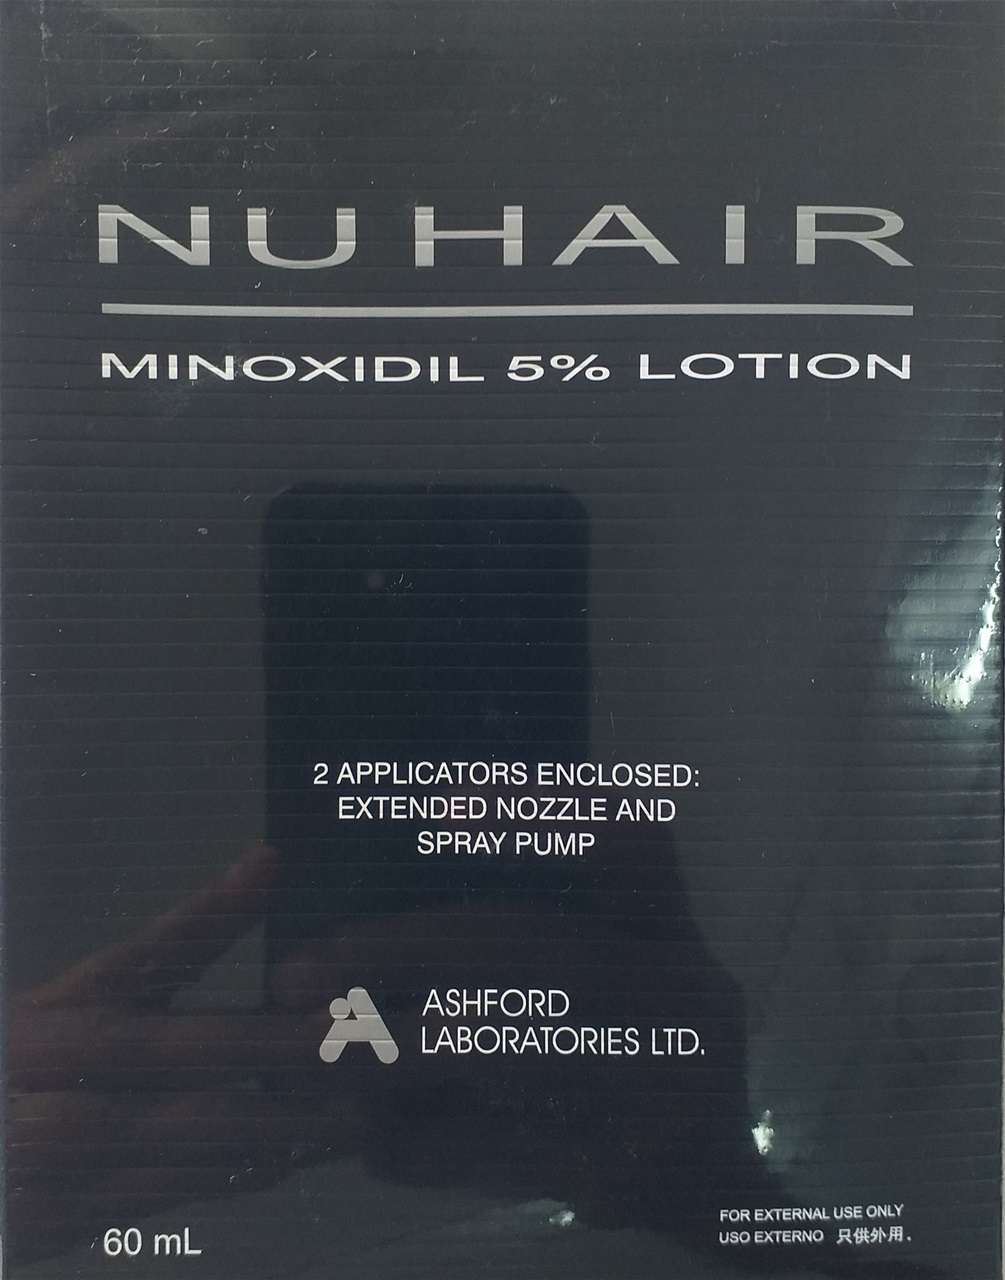 NUHAIR
MINOXIDIL 5% LOTION
2 APPLICATORS ENCLOSED:
EXTENDED NOZZLE AND
SPRAY PUMP
ASHFORD
LABORATORIES LTD.
60 mL
FOR EXTERNAL USE ONLY
USO EXTERNO 只供外用.